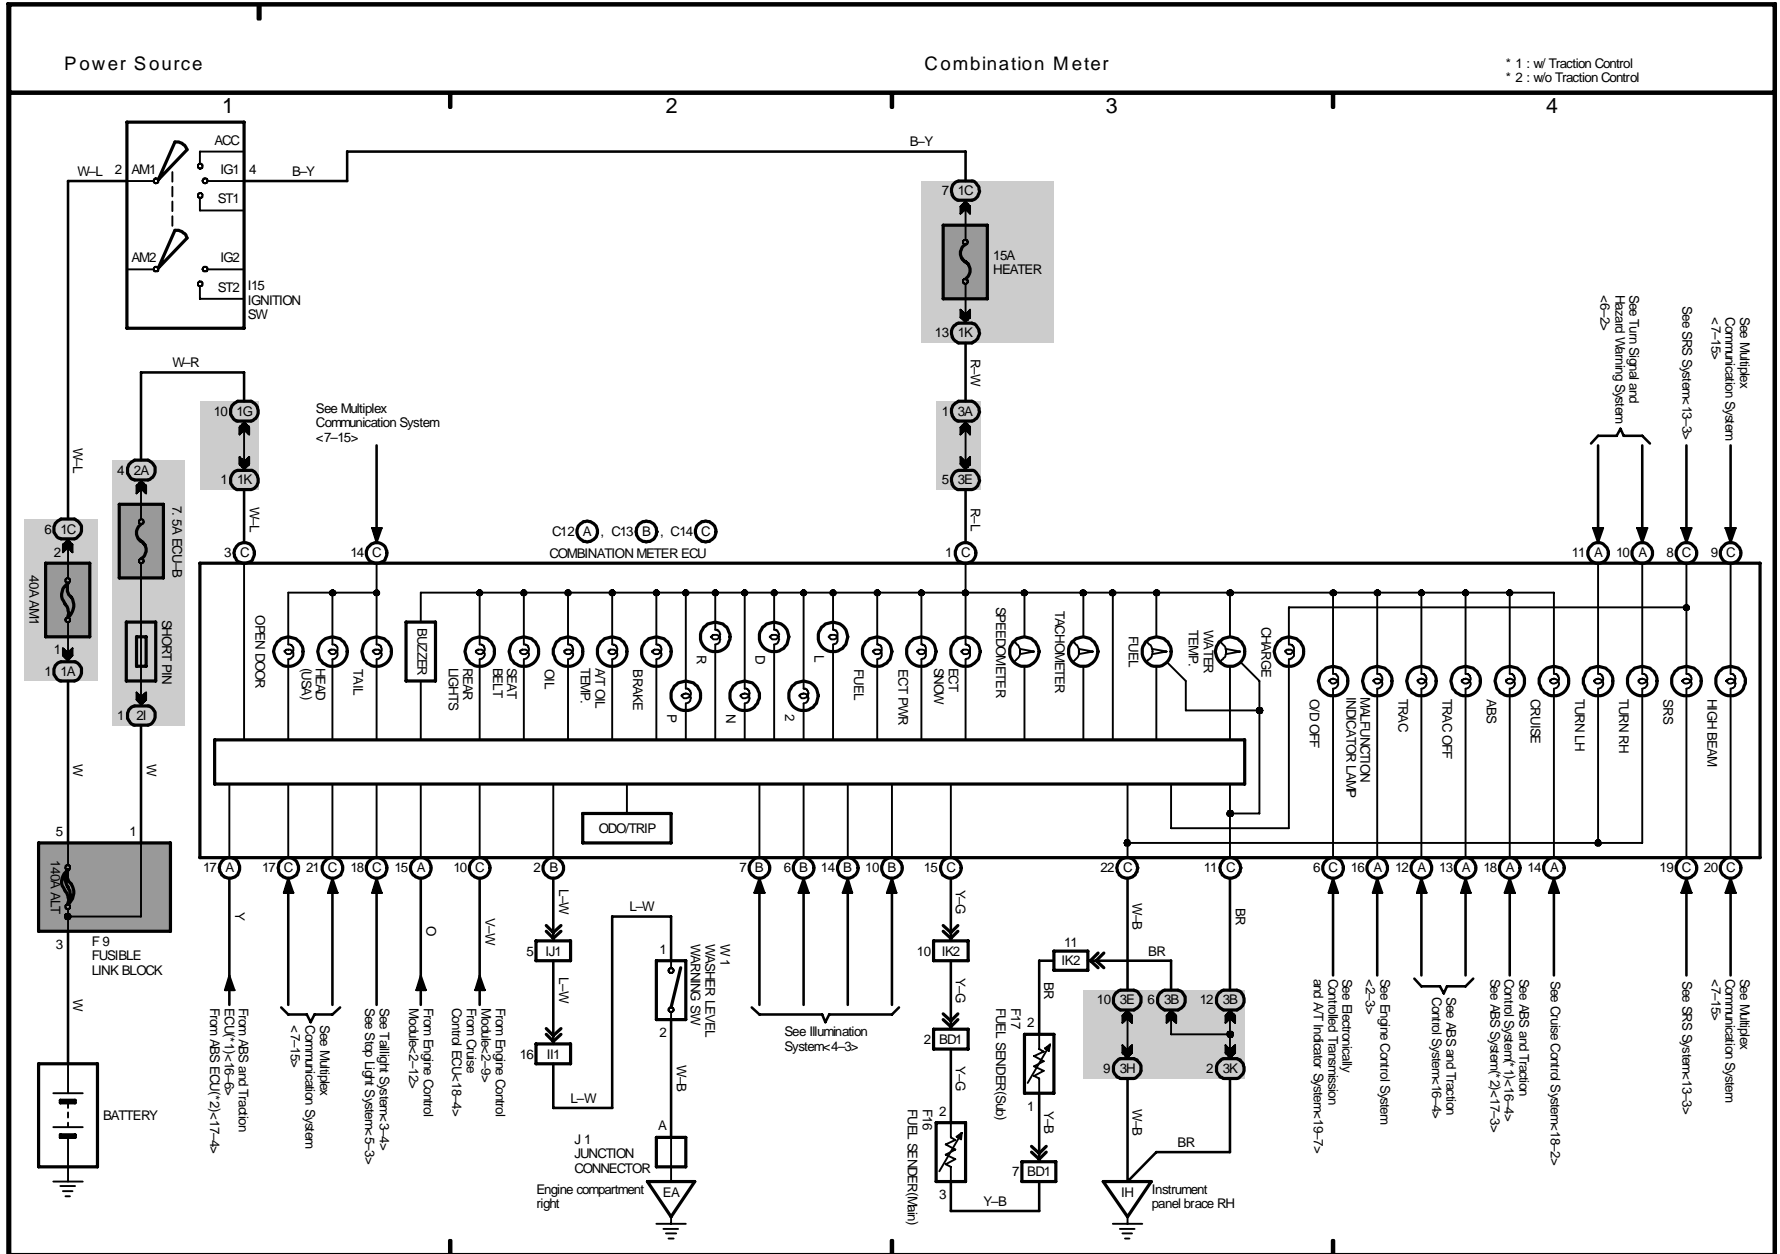 Power Source
Combination Meter
* 1 : w/ Traction Control
* 2 : w/o Traction Control
1
2
3
4
ACC
W–L
2
AM1
IG1
4
B–Y
B–Y
ST1
AM2
IG2
ST2
I15
IGNITION
SW
7
1C
15A
HEATER
13
1K
R–W
1
3A
5
3E
R–L
1
C
W–R
10
1G
1
1K
W–L
3
C
See Multiplex
Communication System
<7–15>
14
C
W–L
4
2A
7. 5A ECU–B
SHORT PIN
1
2I
W
6
1C
2
40A AM1
1
1
1A
W
5
1
140A ALT
3
F 9
FUSIBLE
LINK BLOCK
W
BATTERY
C12
A
, C13
B
, C14
C
COMBINATION METER ECU
See Turn Signal and
Hazard Warning System
<6–2>
See SRS System<13–3>
See Multiplex
Communication System
<7–15>
11
A
10
A
8
C
9
C
OPEN DOOR
HEAD
(USA)
TAIL
BUZZER
REAR
LIGHTS
SEAT
BELT
OIL
A/T OIL
TEMP.
BRAKE
P
R
N
D
2
L
FUEL
ECT PWR
ECT
SNOW
SPEEDOMETER
TACHOMETER
FUEL
WATER
TEMP.
CHARGE
O/D OFF
MALFUNCTION
INDICATOR LAMP
TRAC
TRAC OFF
ABS
CRUISE
TURN LH
TURN RH
SRS
HIGH BEAM
ODO/TRIP
17
A
17
C
21
C
18
C
15
A
10
C
2
B
7
B
6
B
14
B
10
B
15
C
22
C
11
C
6
C
16
A
12
A
13
A
18
A
14
A
19
C
20
C
Y
From ABS and Traction
ECU(*1)<16–6>
From ABS ECU(*2)<17–4>
See Multiplex
Communication System
<7–15>
See Taillight System<3–4>
See Stop Light System<5–3>
O
From Engine Control
Module<2–12>
V–W
From Engine Control
Module<2–9>
From Cruise
Control ECU<18–4>
L–W
5
IJ1
L–W
16
II1
L–W
L–W
1
2
W 1
WASHER LEVEL
WARNING SW
W–B
A
J 1
JUNCTION
CONNECTOR
EA
Engine compartment
right
See Illumination
System<4–3>
Y–G
10
IK2
Y–G
2
BD1
Y–G
2
3
F16
FUEL SENDER(Main)
Y–B
7
BD1
Y–B
1
2
F17
FUEL SENDER(Sub)
BR
11
IK2
BR
W–B
BR
10
3E
6
3B
12
3B
9
3H
2
3K
W–B
BR
IH
Instrument
panel brace RH
See Electronically
Controlled Transmission
and A/T Indicator System<19–7>
See Engine Control System
<2–3>
See ABS and Traction
Control System<16–4>
See ABS and Traction
Control System(*1)<16–4>
See ABS System(*2)<17–3>
See Cruise Control System<18–2>
See SRS System<13–3>
See Multiplex
Communication System
<7–15>